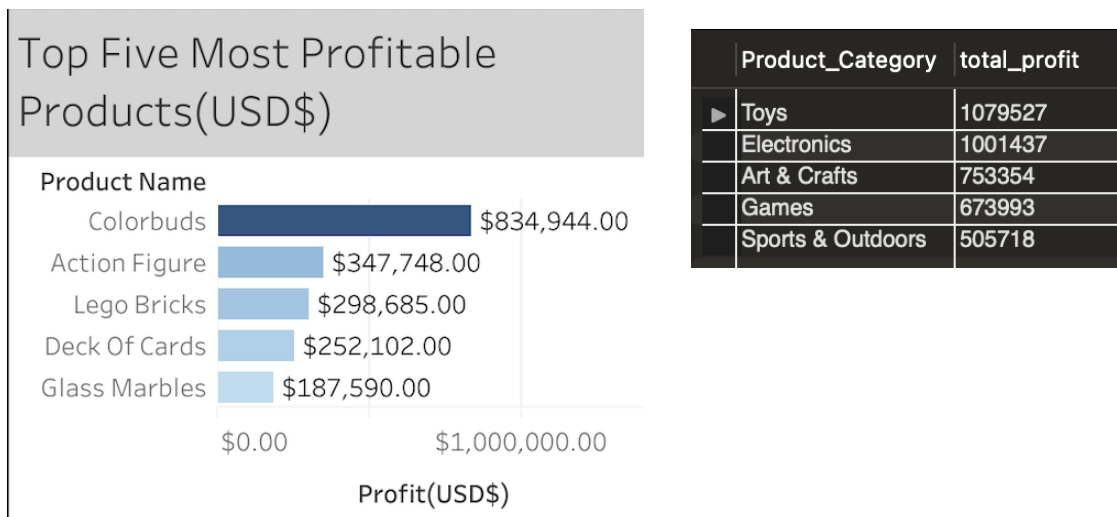 Top Five Most Profitable
Products(USD$)
Product Name
Colorbuds $834,944.00
Action Figure $347,748.00
Lego Bricks $298,685.00
Deck Of Cards $252,102.00
Glass Marbles $187,590.00
$0.00 $1,000,000.00
Profit(USD$)
Product_Category total_profit
Toys 1079527
Electronics 1001437
Art & Crafts 753354
Games 673993
Sports & Outdoors 505718